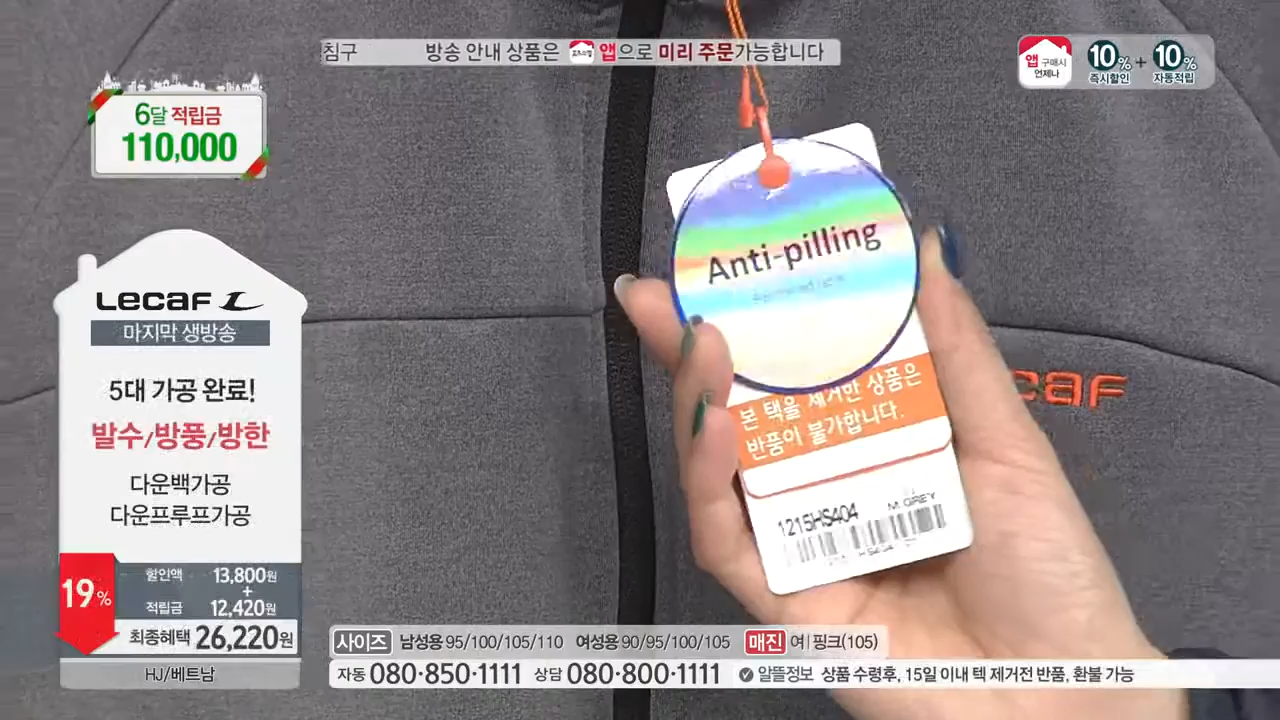 침구 방송 안내 상품은 홈&쇼핑 앱으로 미리 주문가능합니다
앱 구매시 언제나
10% 즉시할인 + 10% 자동적립
6달 적립금
110,000
LECAF
마지막 생방송
5대 가공 완료!
발수/방풍/방한
다운백가공
다운프루프가공
19%
할인액 13,800원
+
적립금 12,420원
최종혜택 26,220원
HJ/베트남
Anti-pilling
본 택을 제거한 상품은
반품이 불가합니다.
1215HS404 M.GREY
CAF
사이즈 남성용 95/100/105/110 여성용 90/95/100/105 매진 여|핑크(105)
자동 080·850·1111 상담 080·800·1111 알뜰정보 상품 수령후, 15일 이내 텍 제거전 반품, 환불 가능